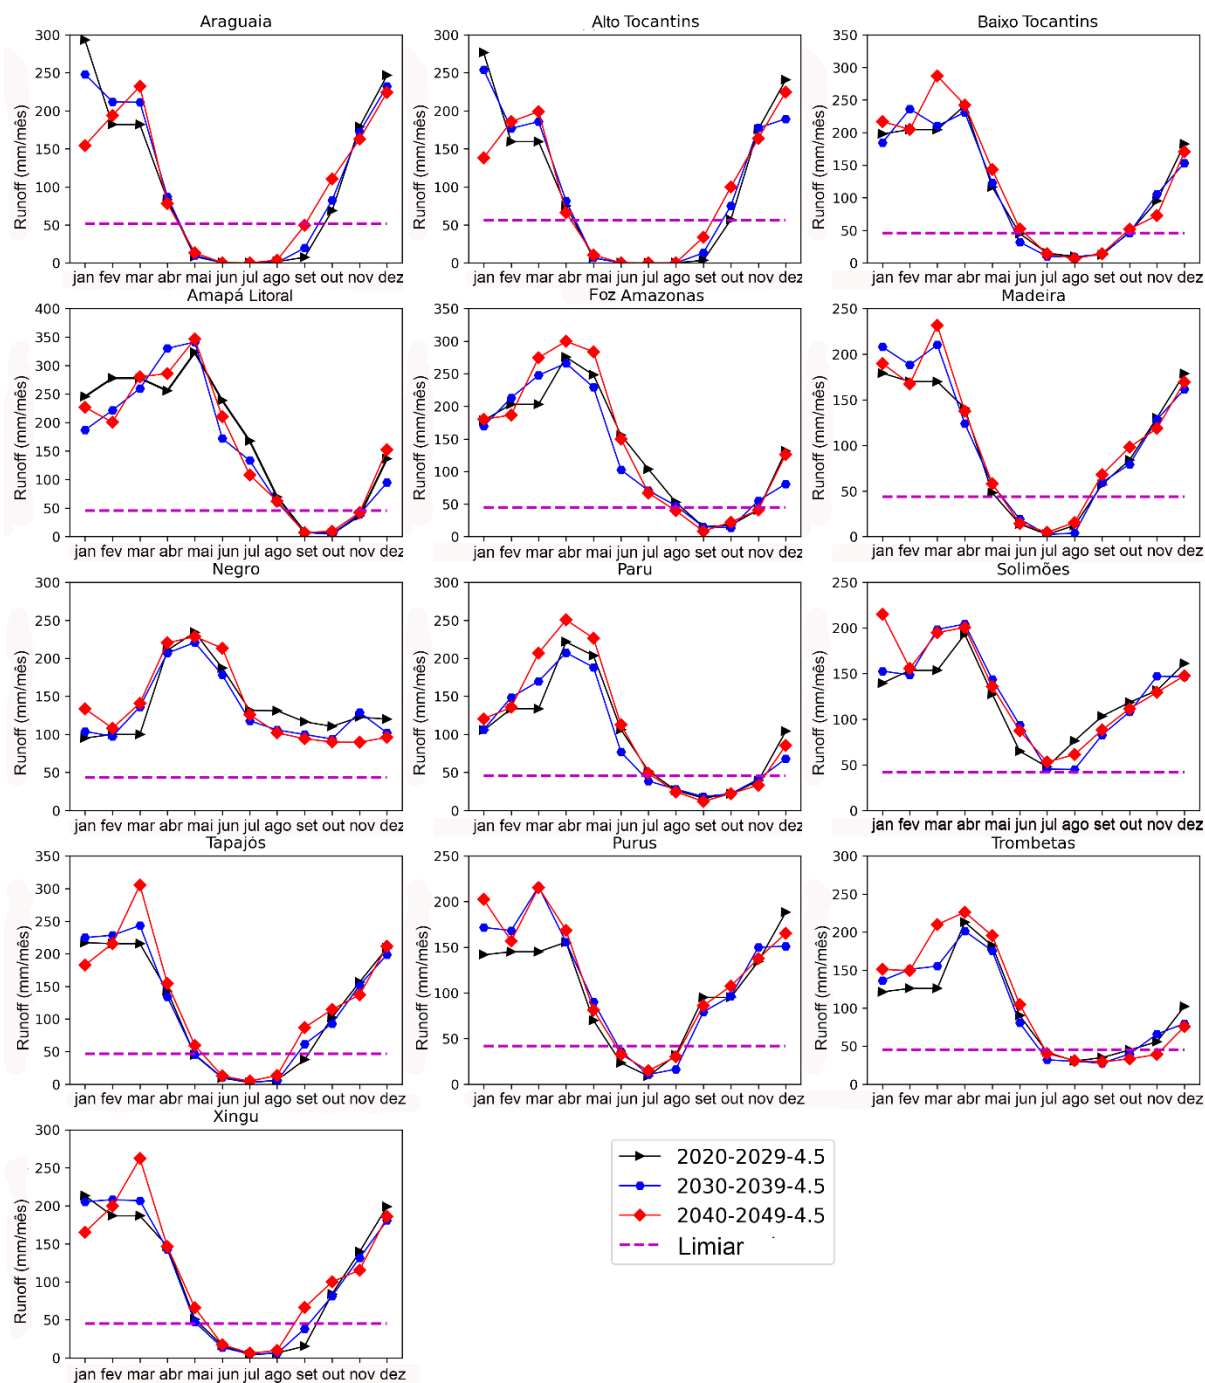 Araguaia
Alto Tocantins
Baixo Tocantins
Runoff (mm/mês)
300
250
200
150
100
50
0
jan fev mar abr mai jun jul ago set out nov dez
Runoff (mm/mês)
300
250
200
150
100
50
0
jan fev mar abr mai jun jul ago set out nov dez
Runoff (mm/mês)
350
300
250
200
150
100
50
0
jan fev mar abr mai jun jul ago set out nov dez
Amapá Litoral
Foz Amazonas
Madeira
Runoff (mm/mês)
400
350
300
250
200
150
100
50
0
jan fev mar abr mai jun jul ago set out nov dez
Runoff (mm/mês)
350
300
250
200
150
100
50
0
jan fev mar abr mai jun jul ago set out nov dez
Runoff (mm/mês)
250
200
150
100
50
0
jan fev mar abr mai jun jul ago set out nov dez
Negro
Paru
Solimões
Runoff (mm/mês)
300
250
200
150
100
50
0
jan fev mar abr mai jun jul ago set out nov dez
Runoff (mm/mês)
300
250
200
150
100
50
0
jan fev mar abr mai jun jul ago set out nov dez
Runoff (mm/mês)
250
200
150
100
50
0
jan fev mar abr mai jun jul ago set out nov dez
Tapajós
Purus
Trombetas
Runoff (mm/mês)
350
300
250
200
150
100
50
0
jan fev mar abr mai jun jul ago set out nov dez
Runoff (mm/mês)
250
200
150
100
50
0
jan fev mar abr mai jun jul ago set out nov dez
Runoff (mm/mês)
300
250
200
150
100
50
0
jan fev mar abr mai jun jul ago set out nov dez
Xingu
Runoff (mm/mês)
300
250
200
150
100
50
0
jan fev mar abr mai jun jul ago set out nov dez
2020-2029-4.5
2030-2039-4.5
2040-2049-4.5
Limiar